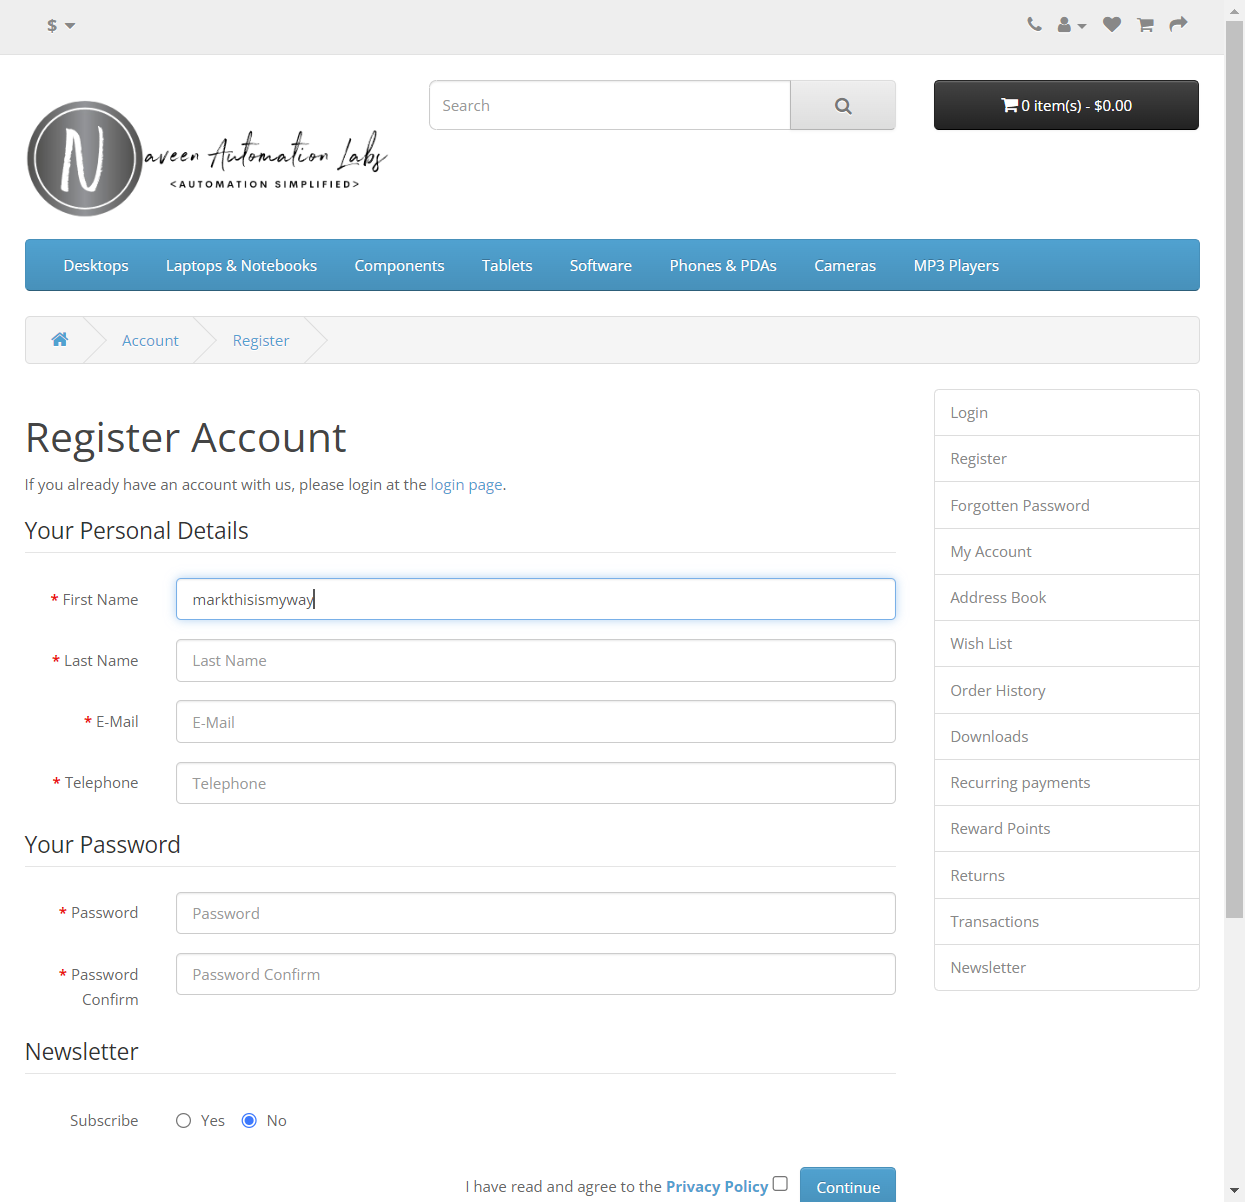 $
Search
0 item(s) - $0.00
N aveen Automation Labs
<AUTOMATION SIMPLIFIED>
Desktops Laptops & Notebooks Components Tablets Software Phones & PDAs Cameras MP3 Players
Account Register
Register Account
If you already have an account with us, please login at the login page.
Your Personal Details
* First Name markthisismyway
* Last Name Last Name
* E-Mail E-Mail
* Telephone Telephone
Your Password
* Password Password
* Password Confirm Password Confirm
Newsletter
Subscribe Yes No
I have read and agree to the Privacy Policy Continue
Login
Register
Forgotten Password
My Account
Address Book
Wish List
Order History
Downloads
Recurring payments
Reward Points
Returns
Transactions
Newsletter